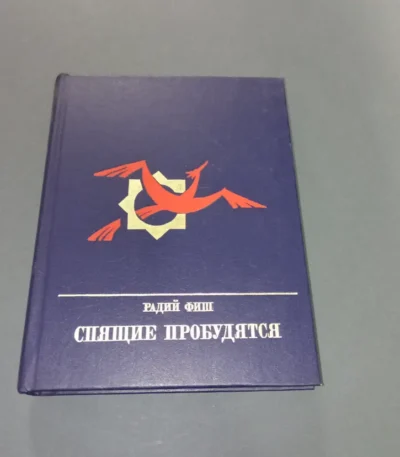 РАДИЙ ФИШ
СПЯЩИЕ ПРОБУДЯТСЯ